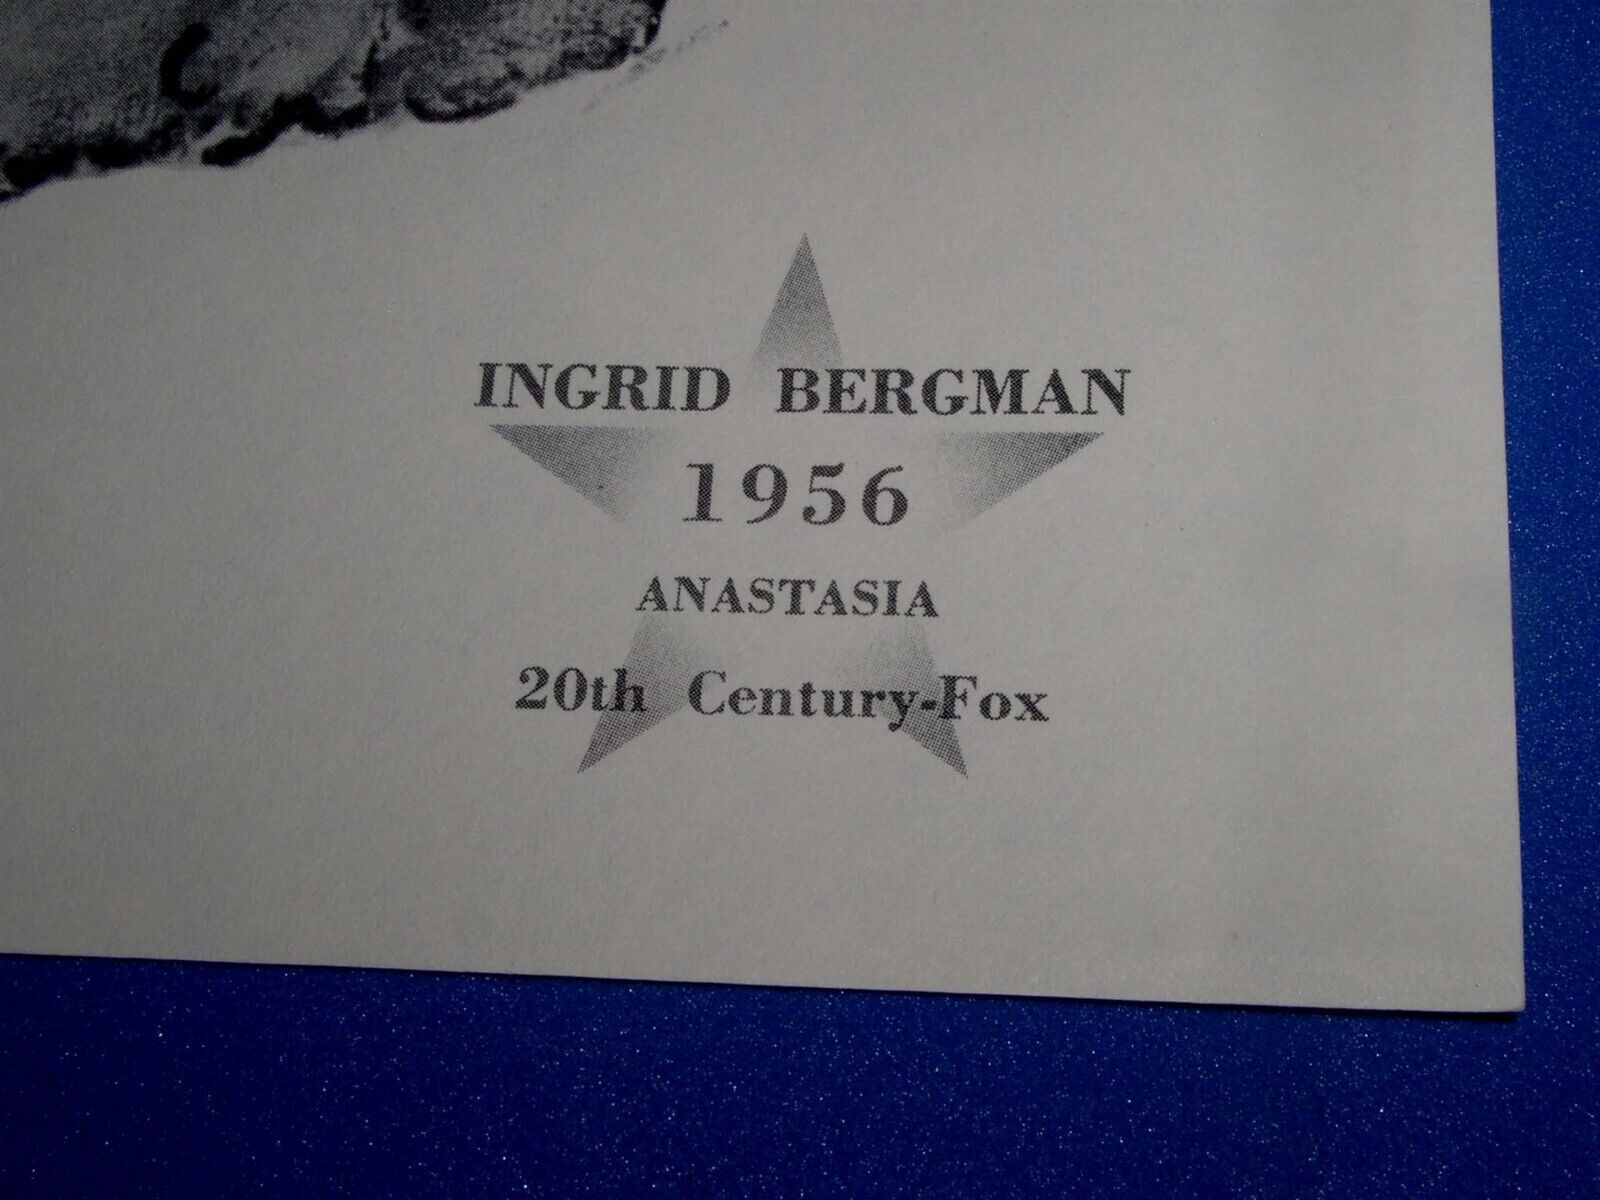 INGRID BERGMAN
1956
ANASTASIA
20th Century-Fox